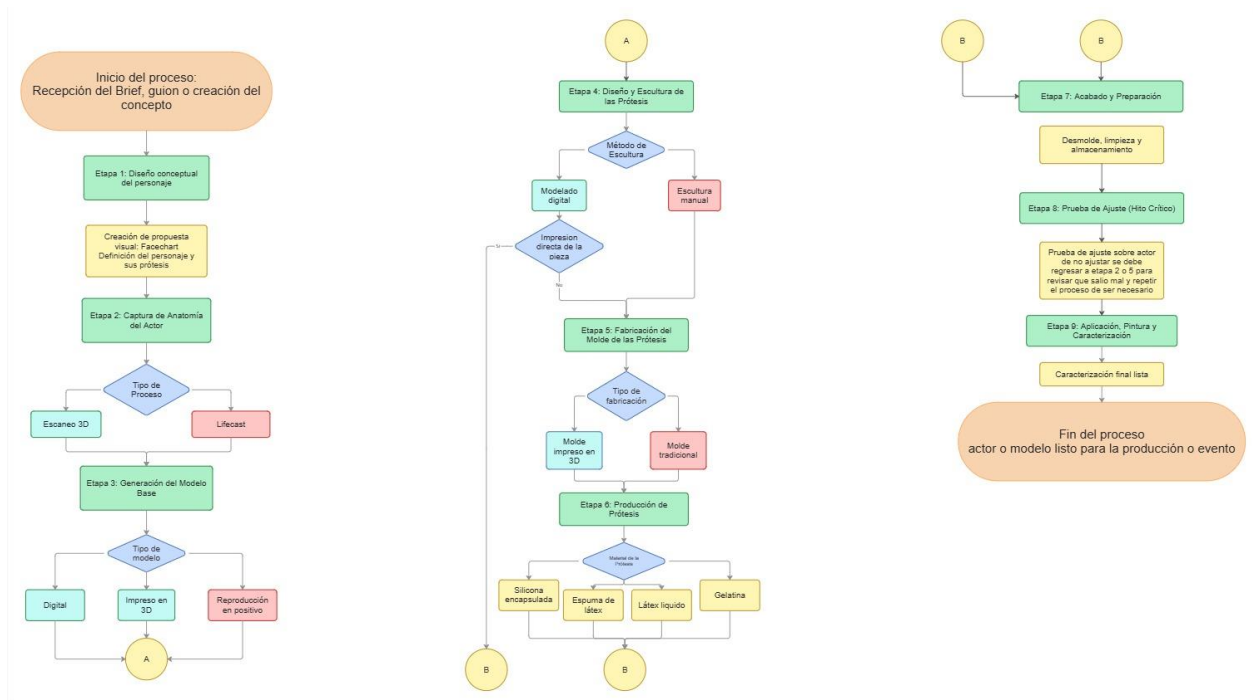 Inicio del proceso:
Recepción del Brief, guion o creación del
concepto
Etapa 1: Diseño conceptual
del personaje
Creación de propuesta
visual: Facechart
Definición del personaje y
sus prótesis
Etapa 2: Captura de Anatomía
del Actor
Tipo de
Proceso
Escaneo 3D
Lifecast
Etapa 3: Generación del Modelo
Base
Tipo de
modelo
Digital
Impreso en
3D
Reproducción
en positivo
A
A
Etapa 4: Diseño y Escultura de
las Prótesis
Método de
Escultura
Modelado
digital
Escultura
manual
Impresion
directa de la
pieza
No
Etapa 5: Fabricación del
Molde de las Prótesis
Tipo de
fabricación
Molde
impreso en
3D
Molde
tradicional
Etapa 6: Producción de
Prótesis
Material de la
Prótesis
Silicona
encapsulada
Espuma de
látex
Látex liquido
Gelatina
B
B
B
B
Etapa 7: Acabado y Preparación
Desmolde, limpieza y
almacenamiento
Etapa 8: Prueba de Ajuste (Hito Crítico)
Prueba de ajuste sobre actor
de no ajustar se debe
regresar a etapa 2 o 5 para
revisar que salio mal y repetir
el proceso de ser necesario
Etapa 9: Aplicación, Pintura y
Caracterización
Caracterización final lista
Fin del proceso
actor o modelo listo para la producción o evento